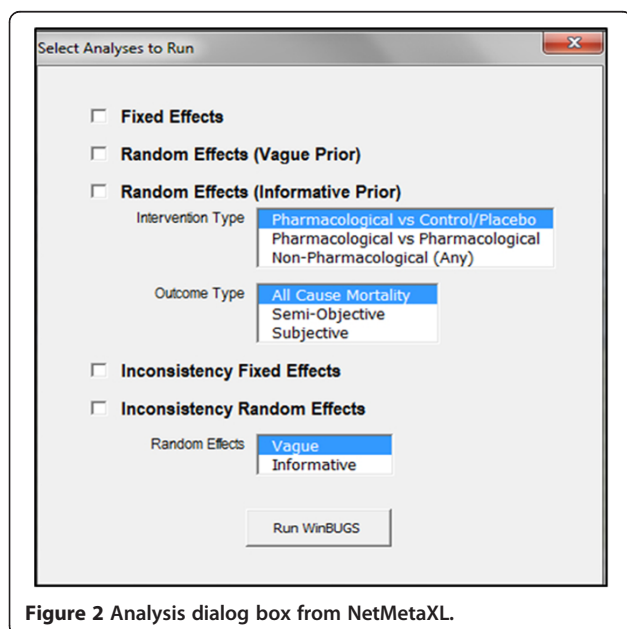 Select Analyses to Run
Fixed Effects
Random Effects (Vague Prior)
Random Effects (Informative Prior)
Intervention Type
Pharmacological vs Control/Placebo
Pharmacological vs Pharmacological
Non-Pharmacological (Any)
Outcome Type
All Cause Mortality
Semi-Objective
Subjective
Inconsistency Fixed Effects
Inconsistency Random Effects
Random Effects
Vague
Informative
Run WinBUGS
Figure 2 Analysis dialog box from NetMetaXL.